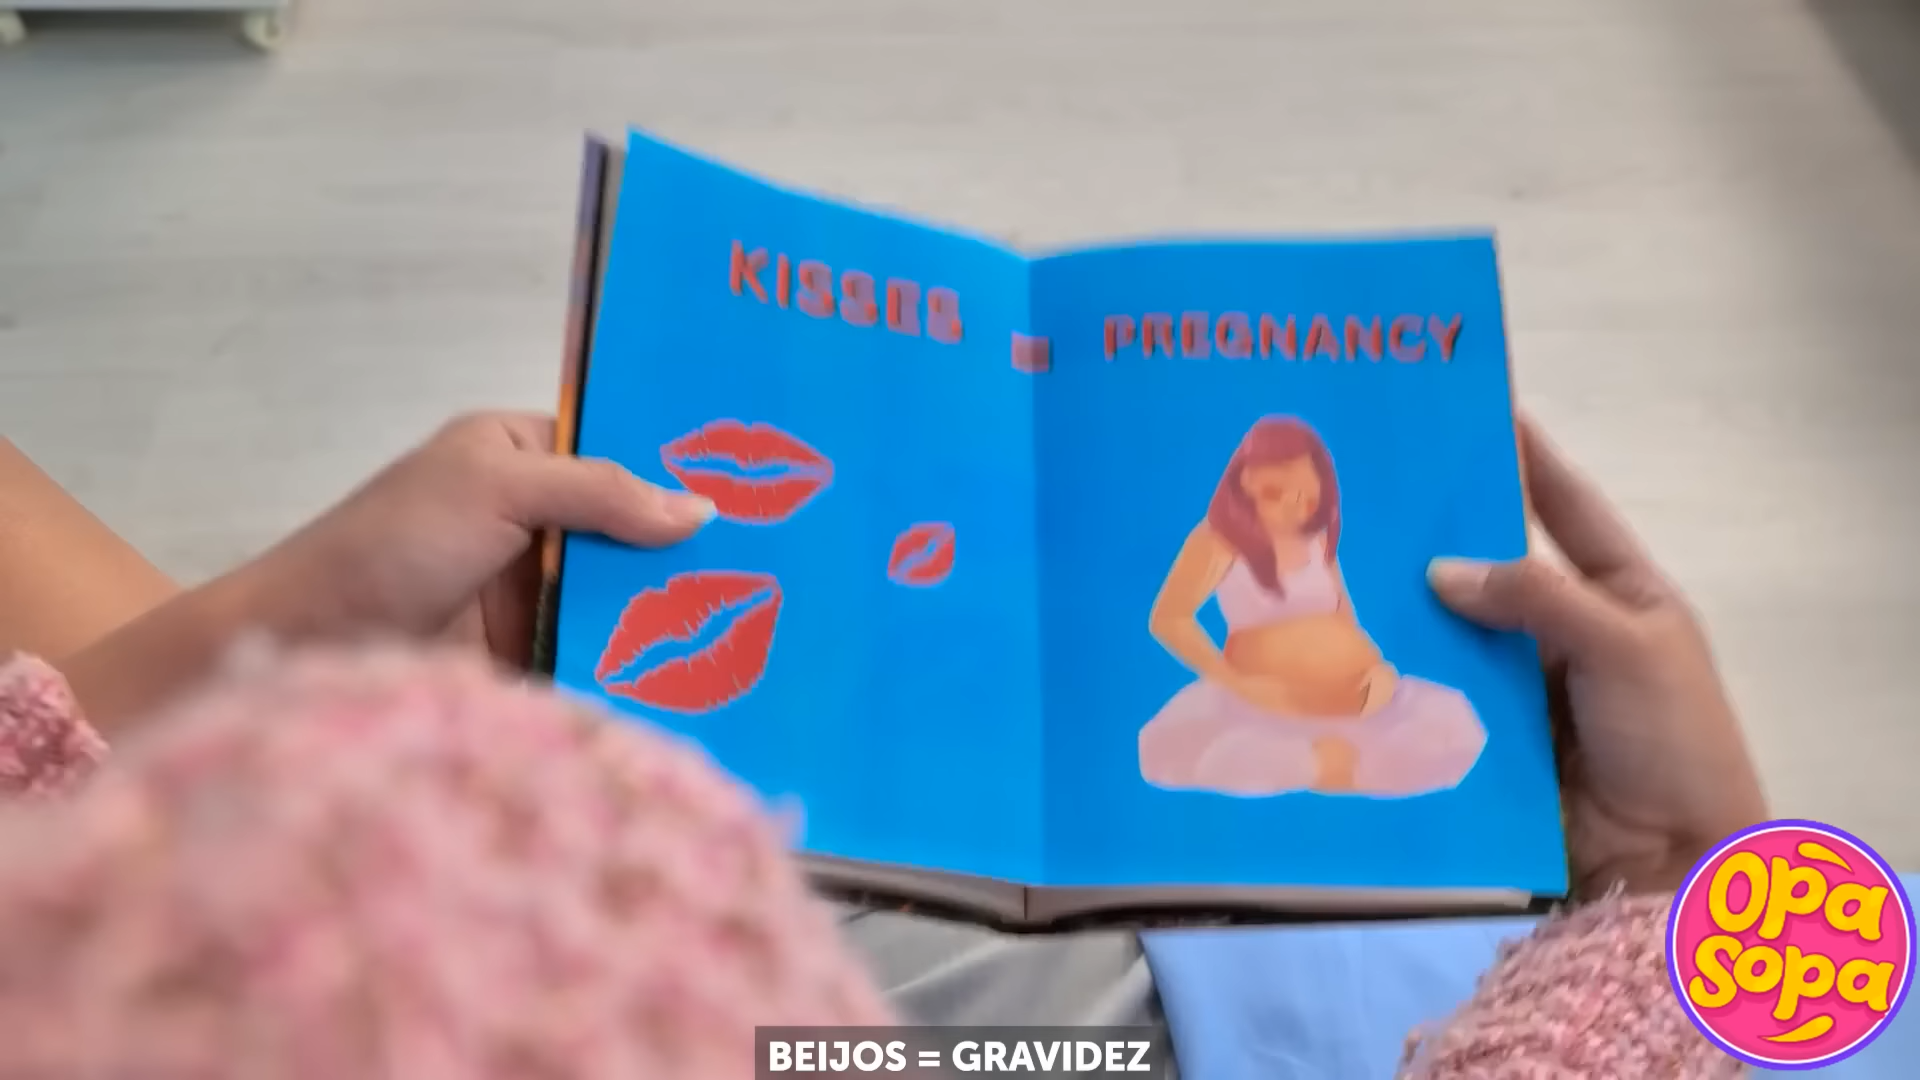 KISSES = PREGNANCY
Opa
Sopa
BEIJOS = GRAVIDEZ